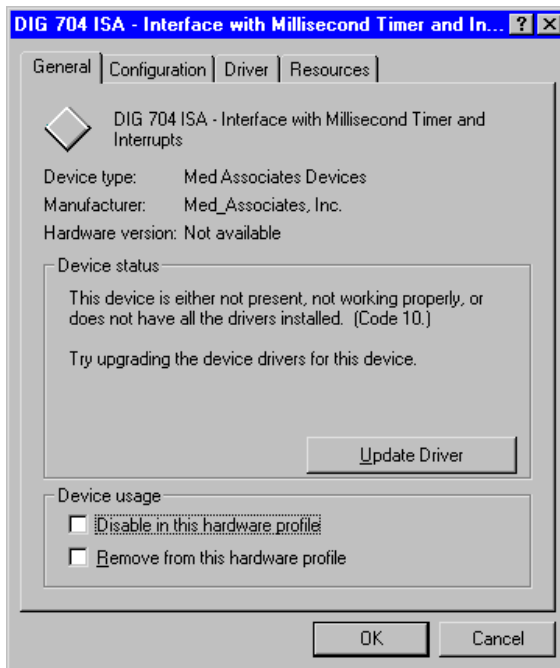 DIG 704 ISA - Interface with Millisecond Timer and In... ? X
General Configuration Driver Resources
DIG 704 ISA - Interface with Millisecond Timer and
Interrupts
Device type: Med Associates Devices
Manufacturer: Med_Associates, Inc.
Hardware version: Not available
Device status
This device is either not present, not working properly, or
does not have all the drivers installed. (Code 10.)
Try upgrading the device drivers for this device.
Update Driver
Device usage
Disable in this hardware profile
Remove from this hardware profile
OK Cancel